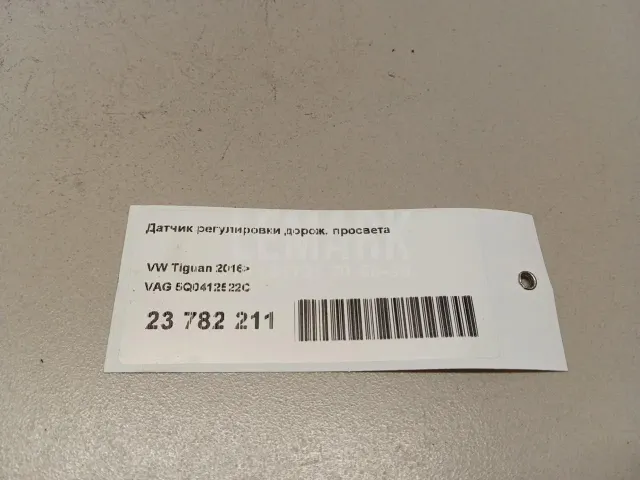 Датчик регулировки дорож. просвета
VW Tiguan 2016>
VAG 5Q0412522C
23 782 211